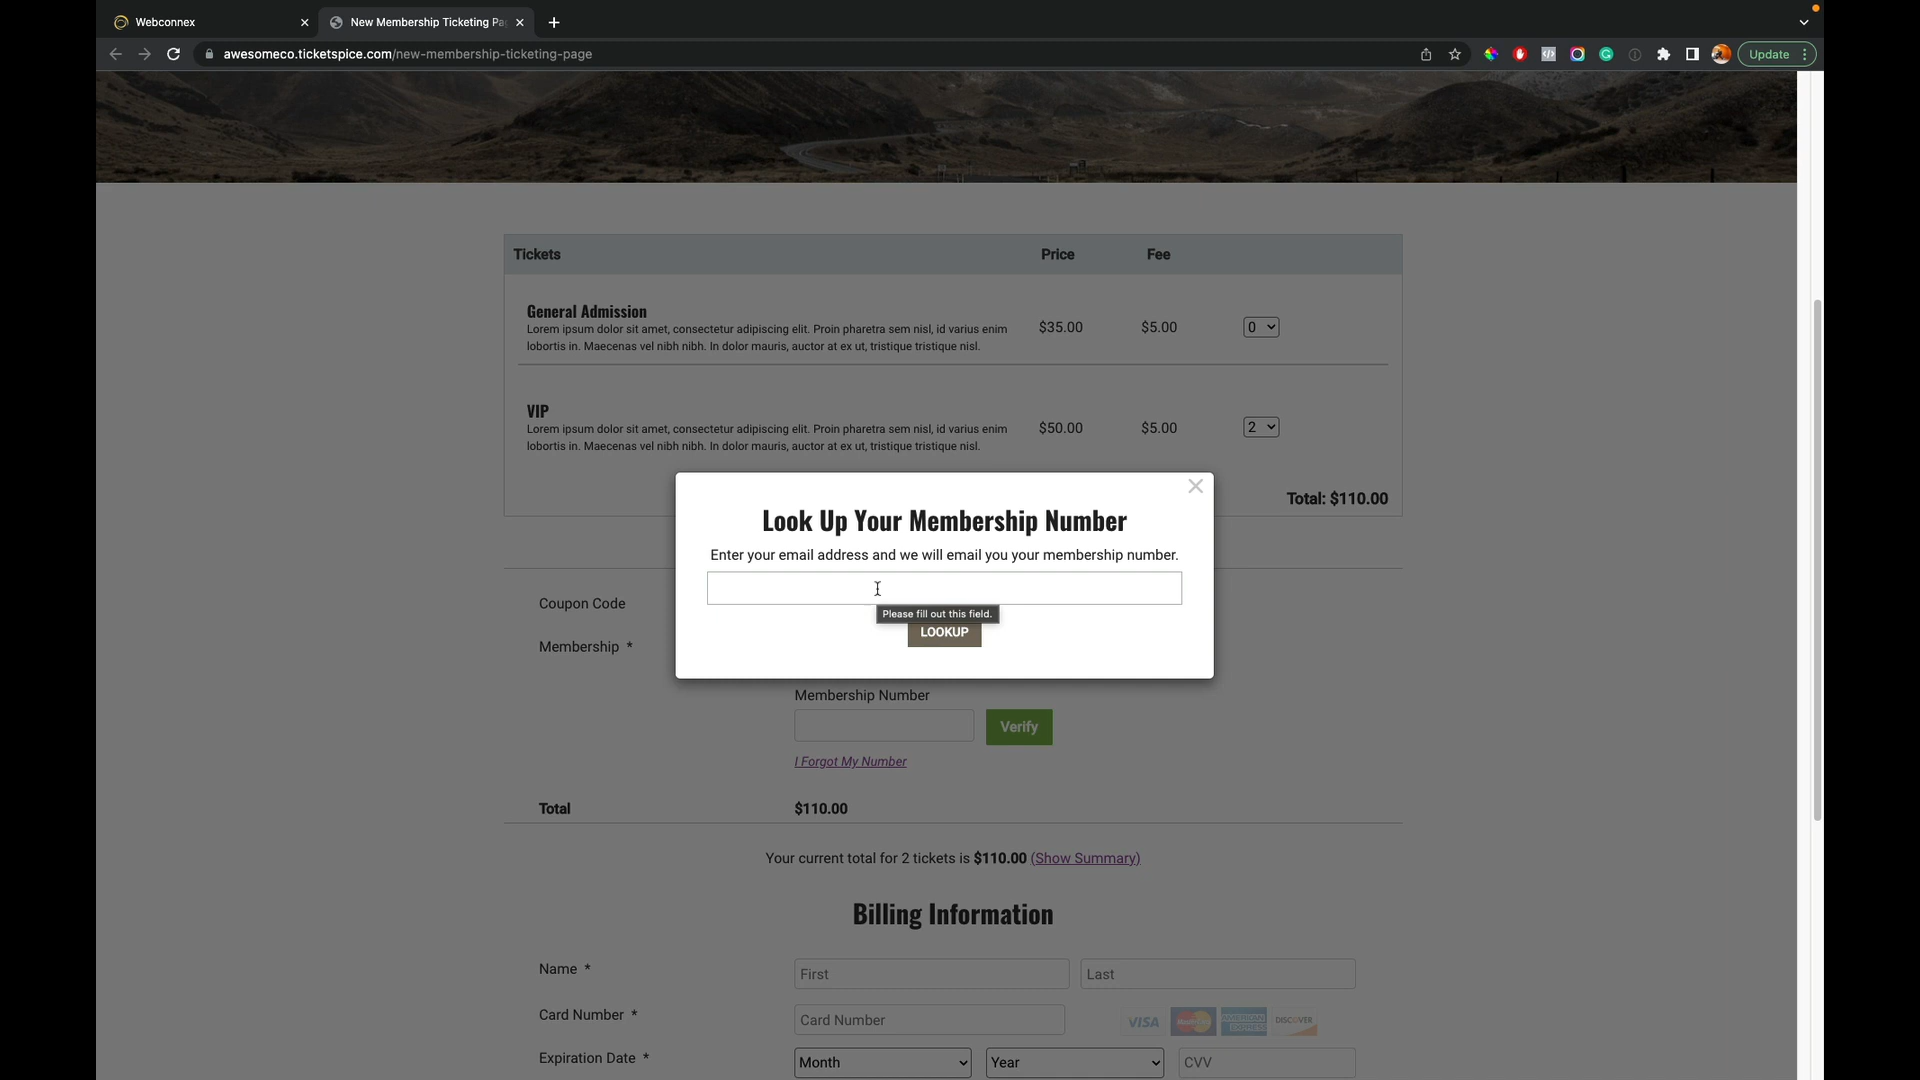 Webconnex
New Membership Ticketing Pa
awesomeco.ticketspice.com/new-membership-ticketing-page
Update
Tickets Price Fee
General Admission
Lorem ipsum dolor sit amet, consectetur adipiscing elit. Proin pharetra sem nisl, id varius enim
lobortis in. Maecenas vel nibh nibh. In dolor mauris, auctor at ex ut, tristique tristique nisl.
$35.00 $5.00 0
VIP
Lorem ipsum dolor sit amet, consectetur adipiscing elit. Proin pharetra sem nisl, id varius enim
lobortis in. Maecenas vel nibh nibh. In dolor mauris, auctor at ex ut, tristique tristique nisl.
$50.00 $5.00 2
Total: $110.00
Look Up Your Membership Number
Enter your email address and we will email you your membership number.
Please fill out this field.
LOOKUP
Coupon Code
Membership *
Membership Number
Verify
I Forgot My Number
Total $110.00
Your current total for 2 tickets is $110.00 (Show Summary)
Billing Information
Name * First Last
Card Number * Card Number VISA MasterCard AMERICAN EXPRESS DISCOVER
Expiration Date * Month Year CVV